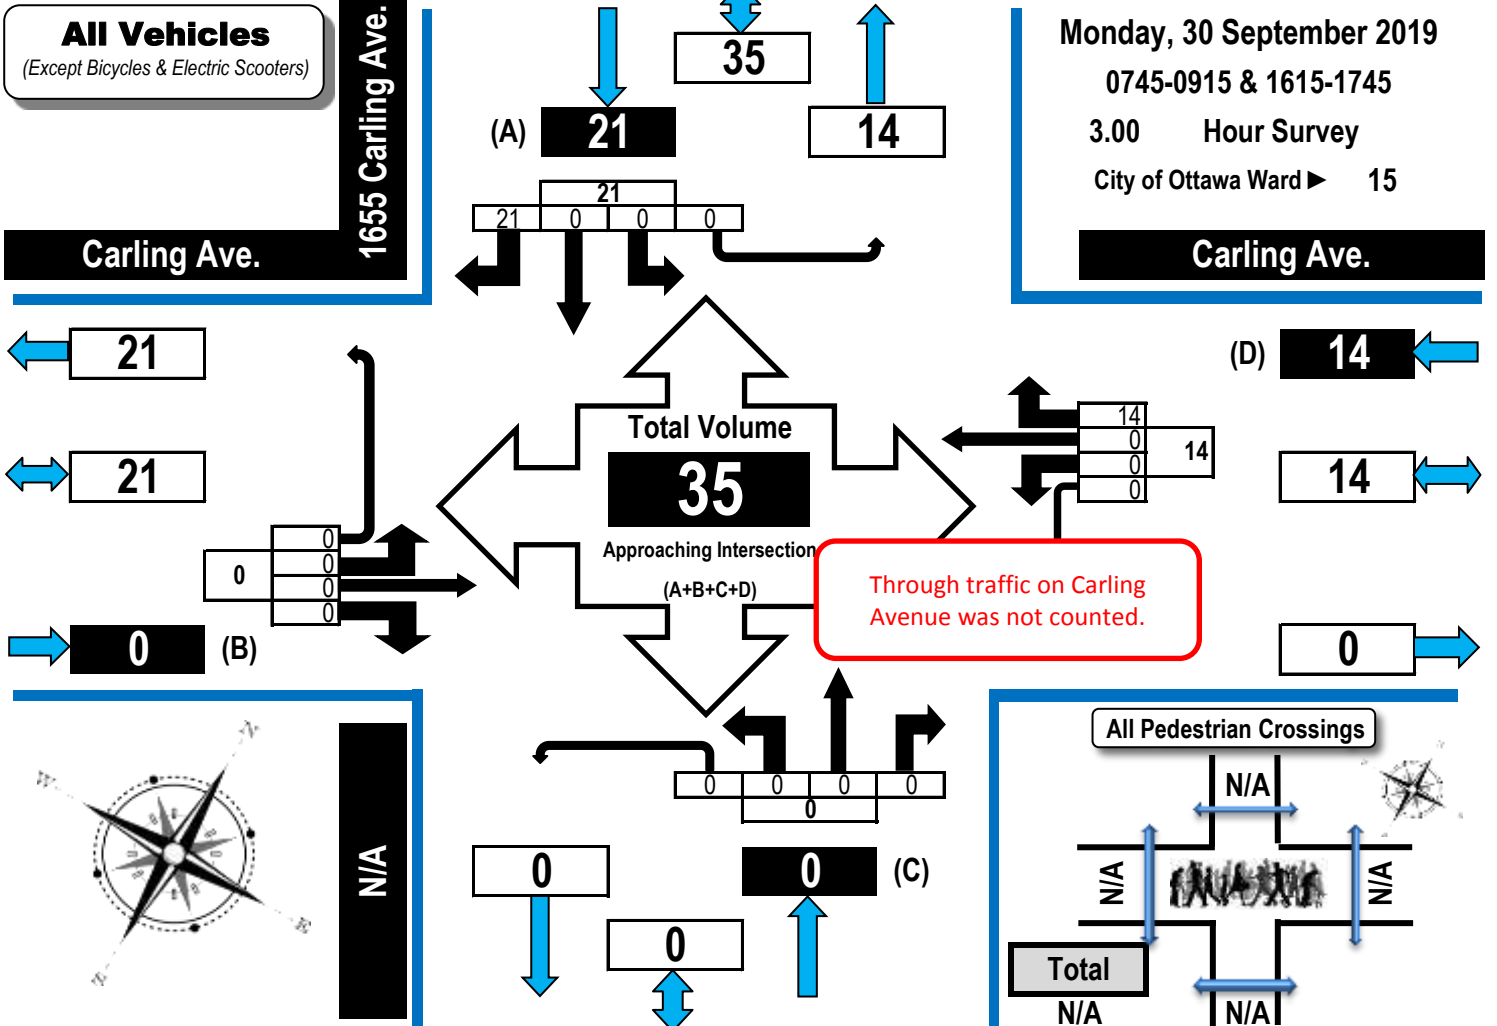 All Vehicles
(Except Bicycles & Electric Scooters)
1655 Carling Ave.
Carling Ave.
35
(A)
21
14
21
21
0
0
0
Monday, 30 September 2019
0745-0915 & 1615-1745
3.00 Hour Survey
City of Ottawa Ward ► 15
Carling Ave.
21
21
0
0
0
0
0
0
(B)
Total Volume
35
Approaching Intersection
(A+B+C+D)
(D)
14
14
0
0
0
14
14
0
Through traffic on Carling
Avenue was not counted.
N
W
E
S
N/A
0
0
0
0
0
0
0
(C)
0
All Pedestrian Crossings
N/A
N/A
N/A
Total
N/A
N/A